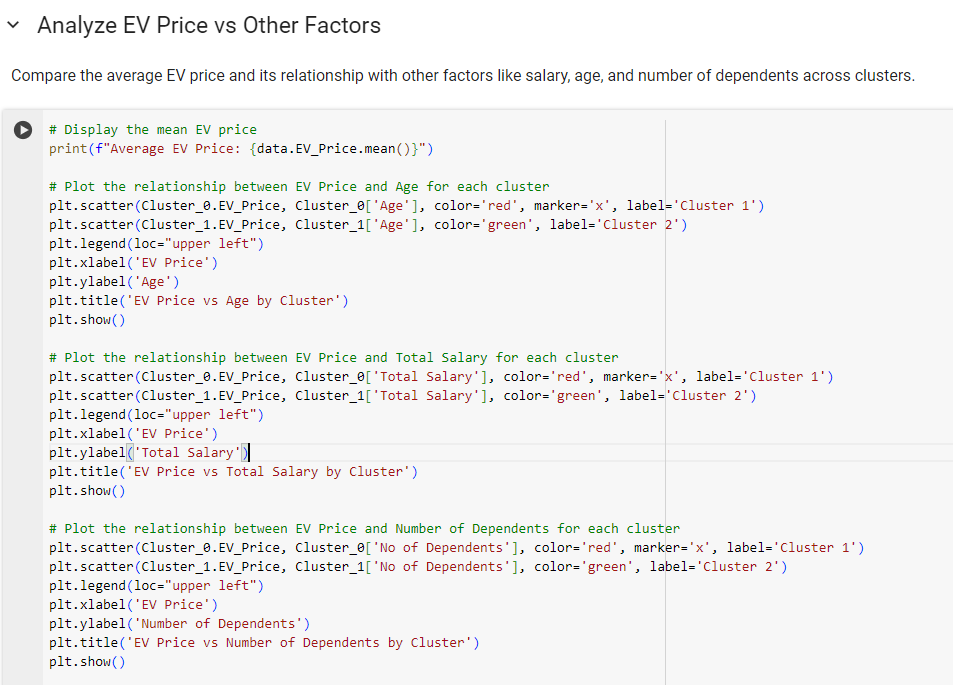 Analyze EV Price vs Other Factors
Compare the average EV price and its relationship with other factors like salary, age, and number of dependents across clusters.
# Display the mean EV price
print(f"Average EV Price: {data.EV_Price.mean()}")
# Plot the relationship between EV Price and Age for each cluster
plt.scatter(Cluster_0.EV_Price, Cluster_0['Age'], color='red', marker='x', label='Cluster 1')
plt.scatter(Cluster_1.EV_Price, Cluster_1['Age'], color='green', label='Cluster 2')
plt.legend(loc="upper left")
plt.xlabel('EV Price')
plt.ylabel('Age')
plt.title('EV Price vs Age by Cluster')
plt.show()
# Plot the relationship between EV Price and Total Salary for each cluster
plt.scatter(Cluster_0.EV_Price, Cluster_0['Total Salary'], color='red', marker='x', label='Cluster 1')
plt.scatter(Cluster_1.EV_Price, Cluster_1['Total Salary'], color='green', label='Cluster 2')
plt.legend(loc="upper left")
plt.xlabel('EV Price')
plt.ylabel('Total Salary')
plt.title('EV Price vs Total Salary by Cluster')
plt.show()
# Plot the relationship between EV Price and Number of Dependents for each cluster
plt.scatter(Cluster_0.EV_Price, Cluster_0['No of Dependents'], color='red', marker='x', label='Cluster 1')
plt.scatter(Cluster_1.EV_Price, Cluster_1['No of Dependents'], color='green', label='Cluster 2')
plt.legend(loc="upper left")
plt.xlabel('EV Price')
plt.ylabel('Number of Dependents')
plt.title('EV Price vs Number of Dependents by Cluster')
plt.show()